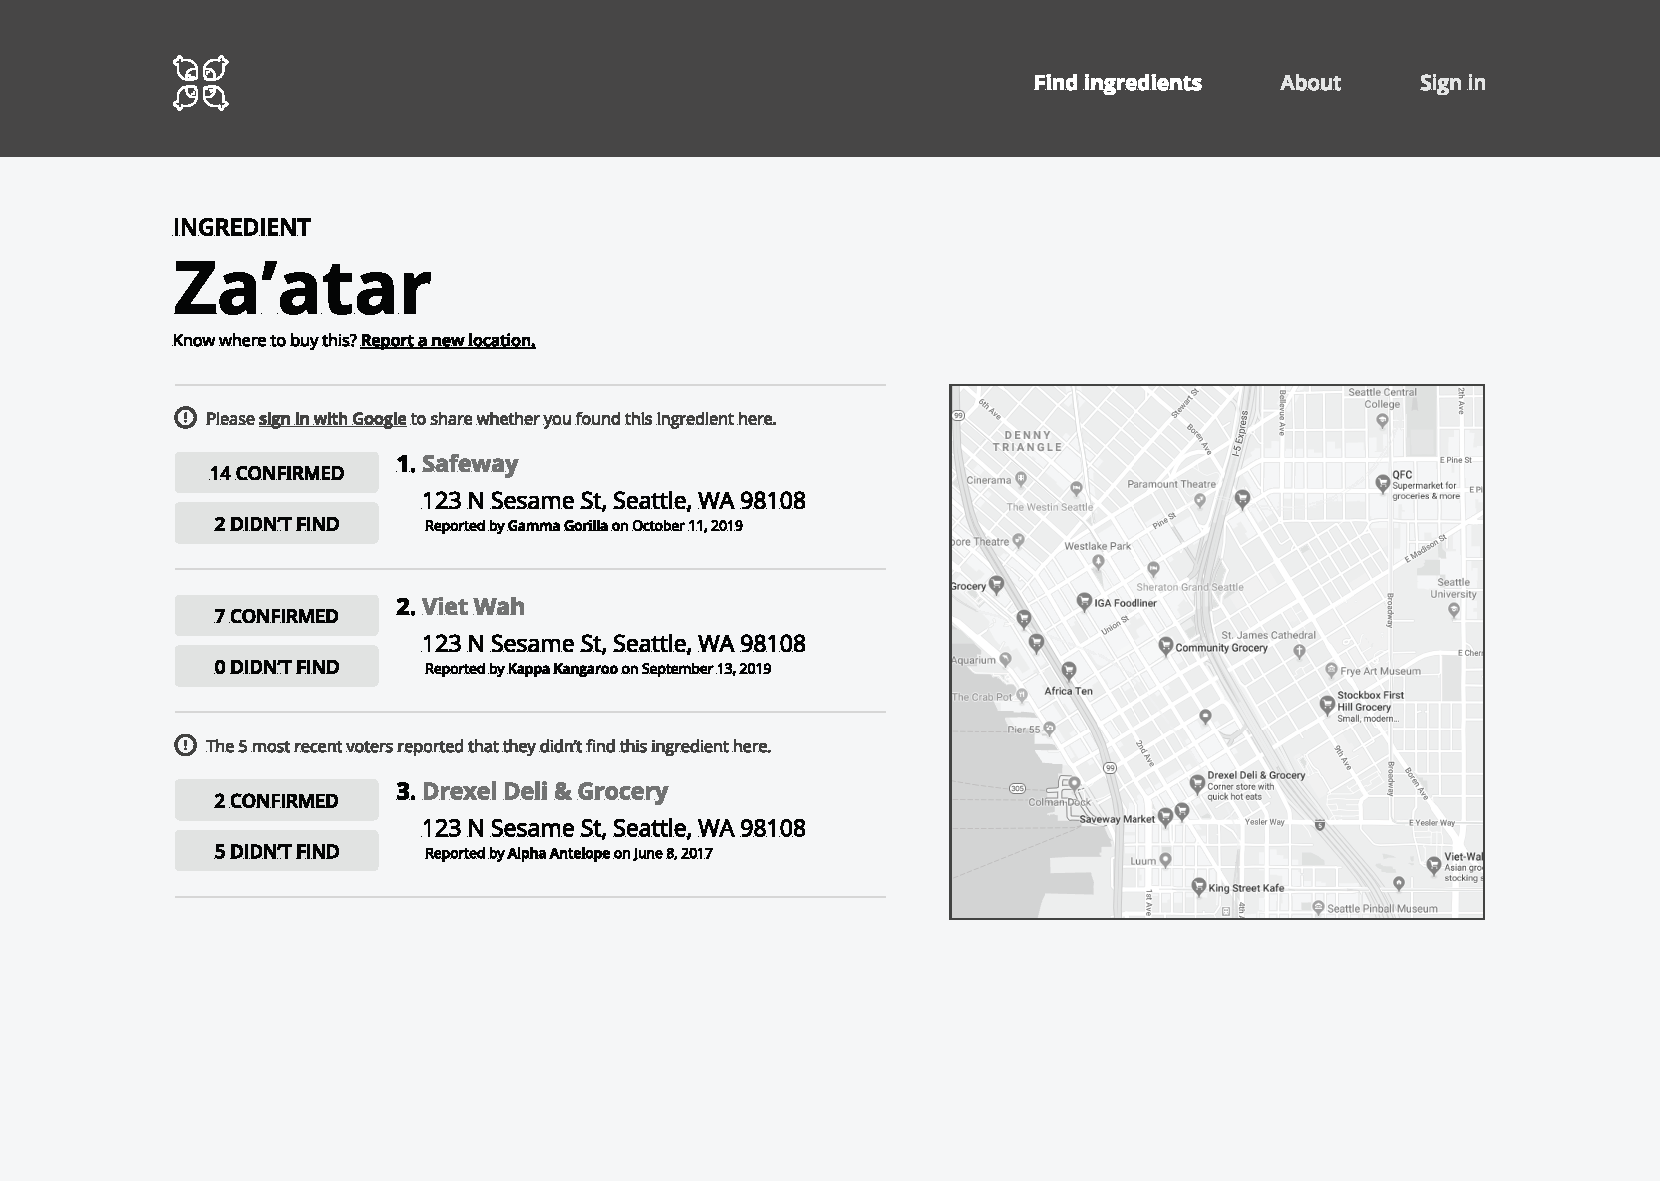 Find ingredients
About
Sign in
INGREDIENT
Za’atar
Know where to buy this? Report a new location.
Please sign in with Google to share whether you found this ingredient here.
14 CONFIRMED
2 DIDN’T FIND
1. Safeway
123 N Sesame St, Seattle, WA 98108
Reported by Gamma Gorilla on October 11, 2019
7 CONFIRMED
0 DIDN’T FIND
2. Viet Wah
123 N Sesame St, Seattle, WA 98108
Reported by Kappa Kangaroo on September 13, 2019
The 5 most recent voters reported that they didn’t find this ingredient here.
2 CONFIRMED
5 DIDN’T FIND
3. Drexel Deli & Grocery
123 N Sesame St, Seattle, WA 98108
Reported by Alpha Antelope on June 8, 2017
Seattle Central
College
2th Ave
Bellevue Ave
Stewart St
6th Ave
99
I-5 Express
Boren Ave
DENNY
TRIANGLE
E Pine St
QFC
Supermarket for
groceries & more
E Pi
Cinerama
Paramount Theatre
The Westin Seattle
Pine St
ore Theatre
Westlake Park
E Madison St
Seattle
University
Grocery
Sheraton Grand Seattle
IGA Foodliner
Broadway
Union St
St. James Cathedral
Community Grocery
E Cher
Aquarium
Frye Art Museum
Africa Ten
The Crab Pot
Stockbox First
Hill Grocery
Small, modern...
Pier 55
2nd Ave
9th Ave
99
Broadway
Boren Ave
Drexel Deli & Grocery
Corner store with
quick hot eats
305
Colman Dock
Saveway Market
Yesler Way
5
E Yesler Way
Luum
Viet-Wal
Asian gro
stocking s
King Street Kafe
1st Ave
4th A
Seattle Pinball Museum